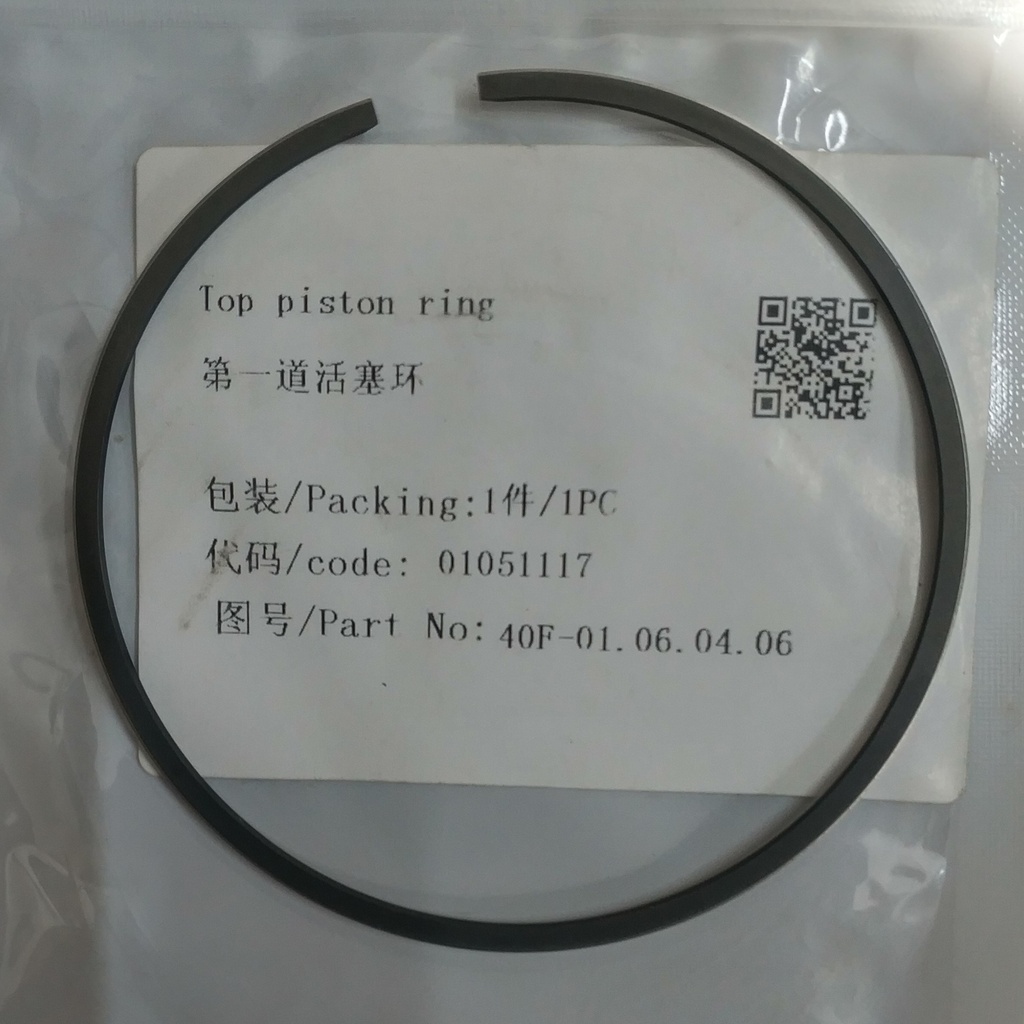 Top piston ring
第一道活塞环
包装/Packing:1件/1PC
代码/code: 01051117
图号/Part No: 40F-01.06.04.06